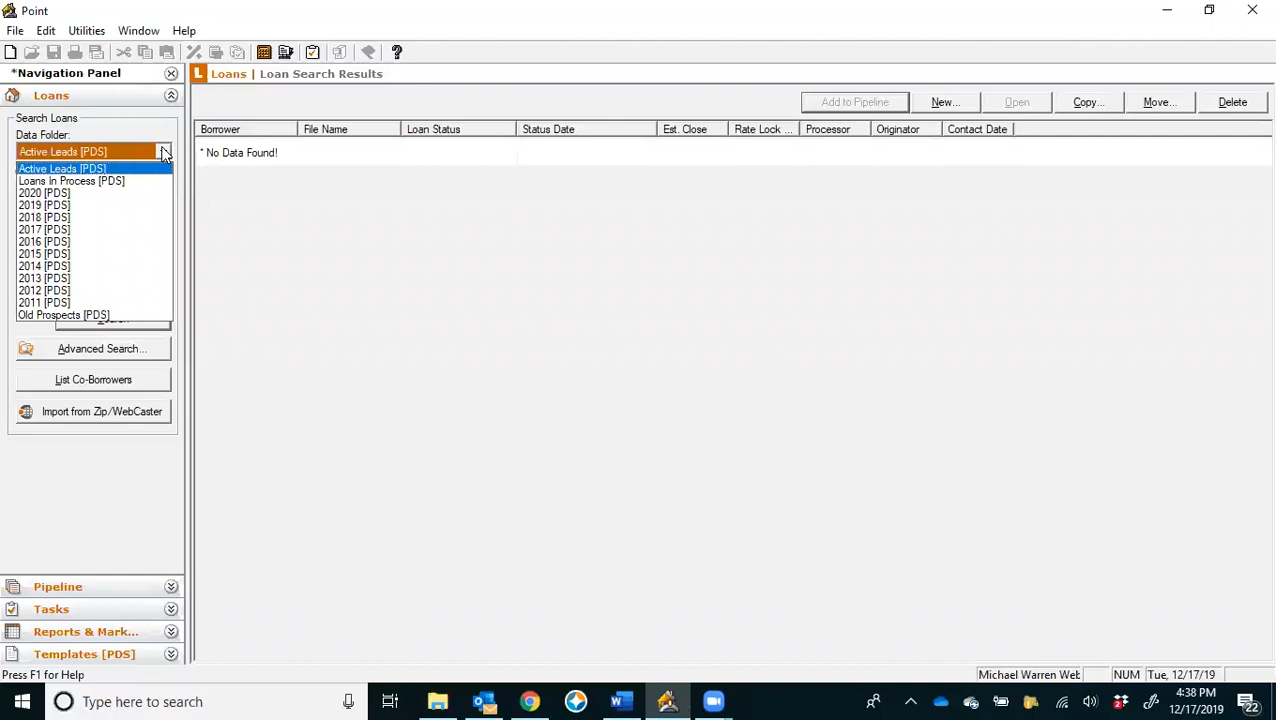 Point
File Edit Utilities Window Help
*Navigation Panel
L Loans | Loan Search Results
Loans
Add to Pipeline New... Open Copy... Move... Delete
Search Loans
Data Folder:
Borrower File Name Loan Status Status Date Est. Close Rate Lock ... Processor Originator Contact Date
Active Leads [PDS]
* No Data Found!
Active Leads [PDS]
Loans In Process [PDS]
2020 [PDS]
2019 [PDS]
2018 [PDS]
2017 [PDS]
2016 [PDS]
2015 [PDS]
2014 [PDS]
2013 [PDS]
2012 [PDS]
2011 [PDS]
Old Prospects [PDS]
Advanced Search...
List Co-Borrowers
Import from Zip/WebCaster
Pipeline
Tasks
Reports & Mark...
Templates [PDS]
Press F1 for Help
Michael Warren Wel
NUM
Tue, 12/17/19
Type here to search
4:38 PM
12/17/2019
22